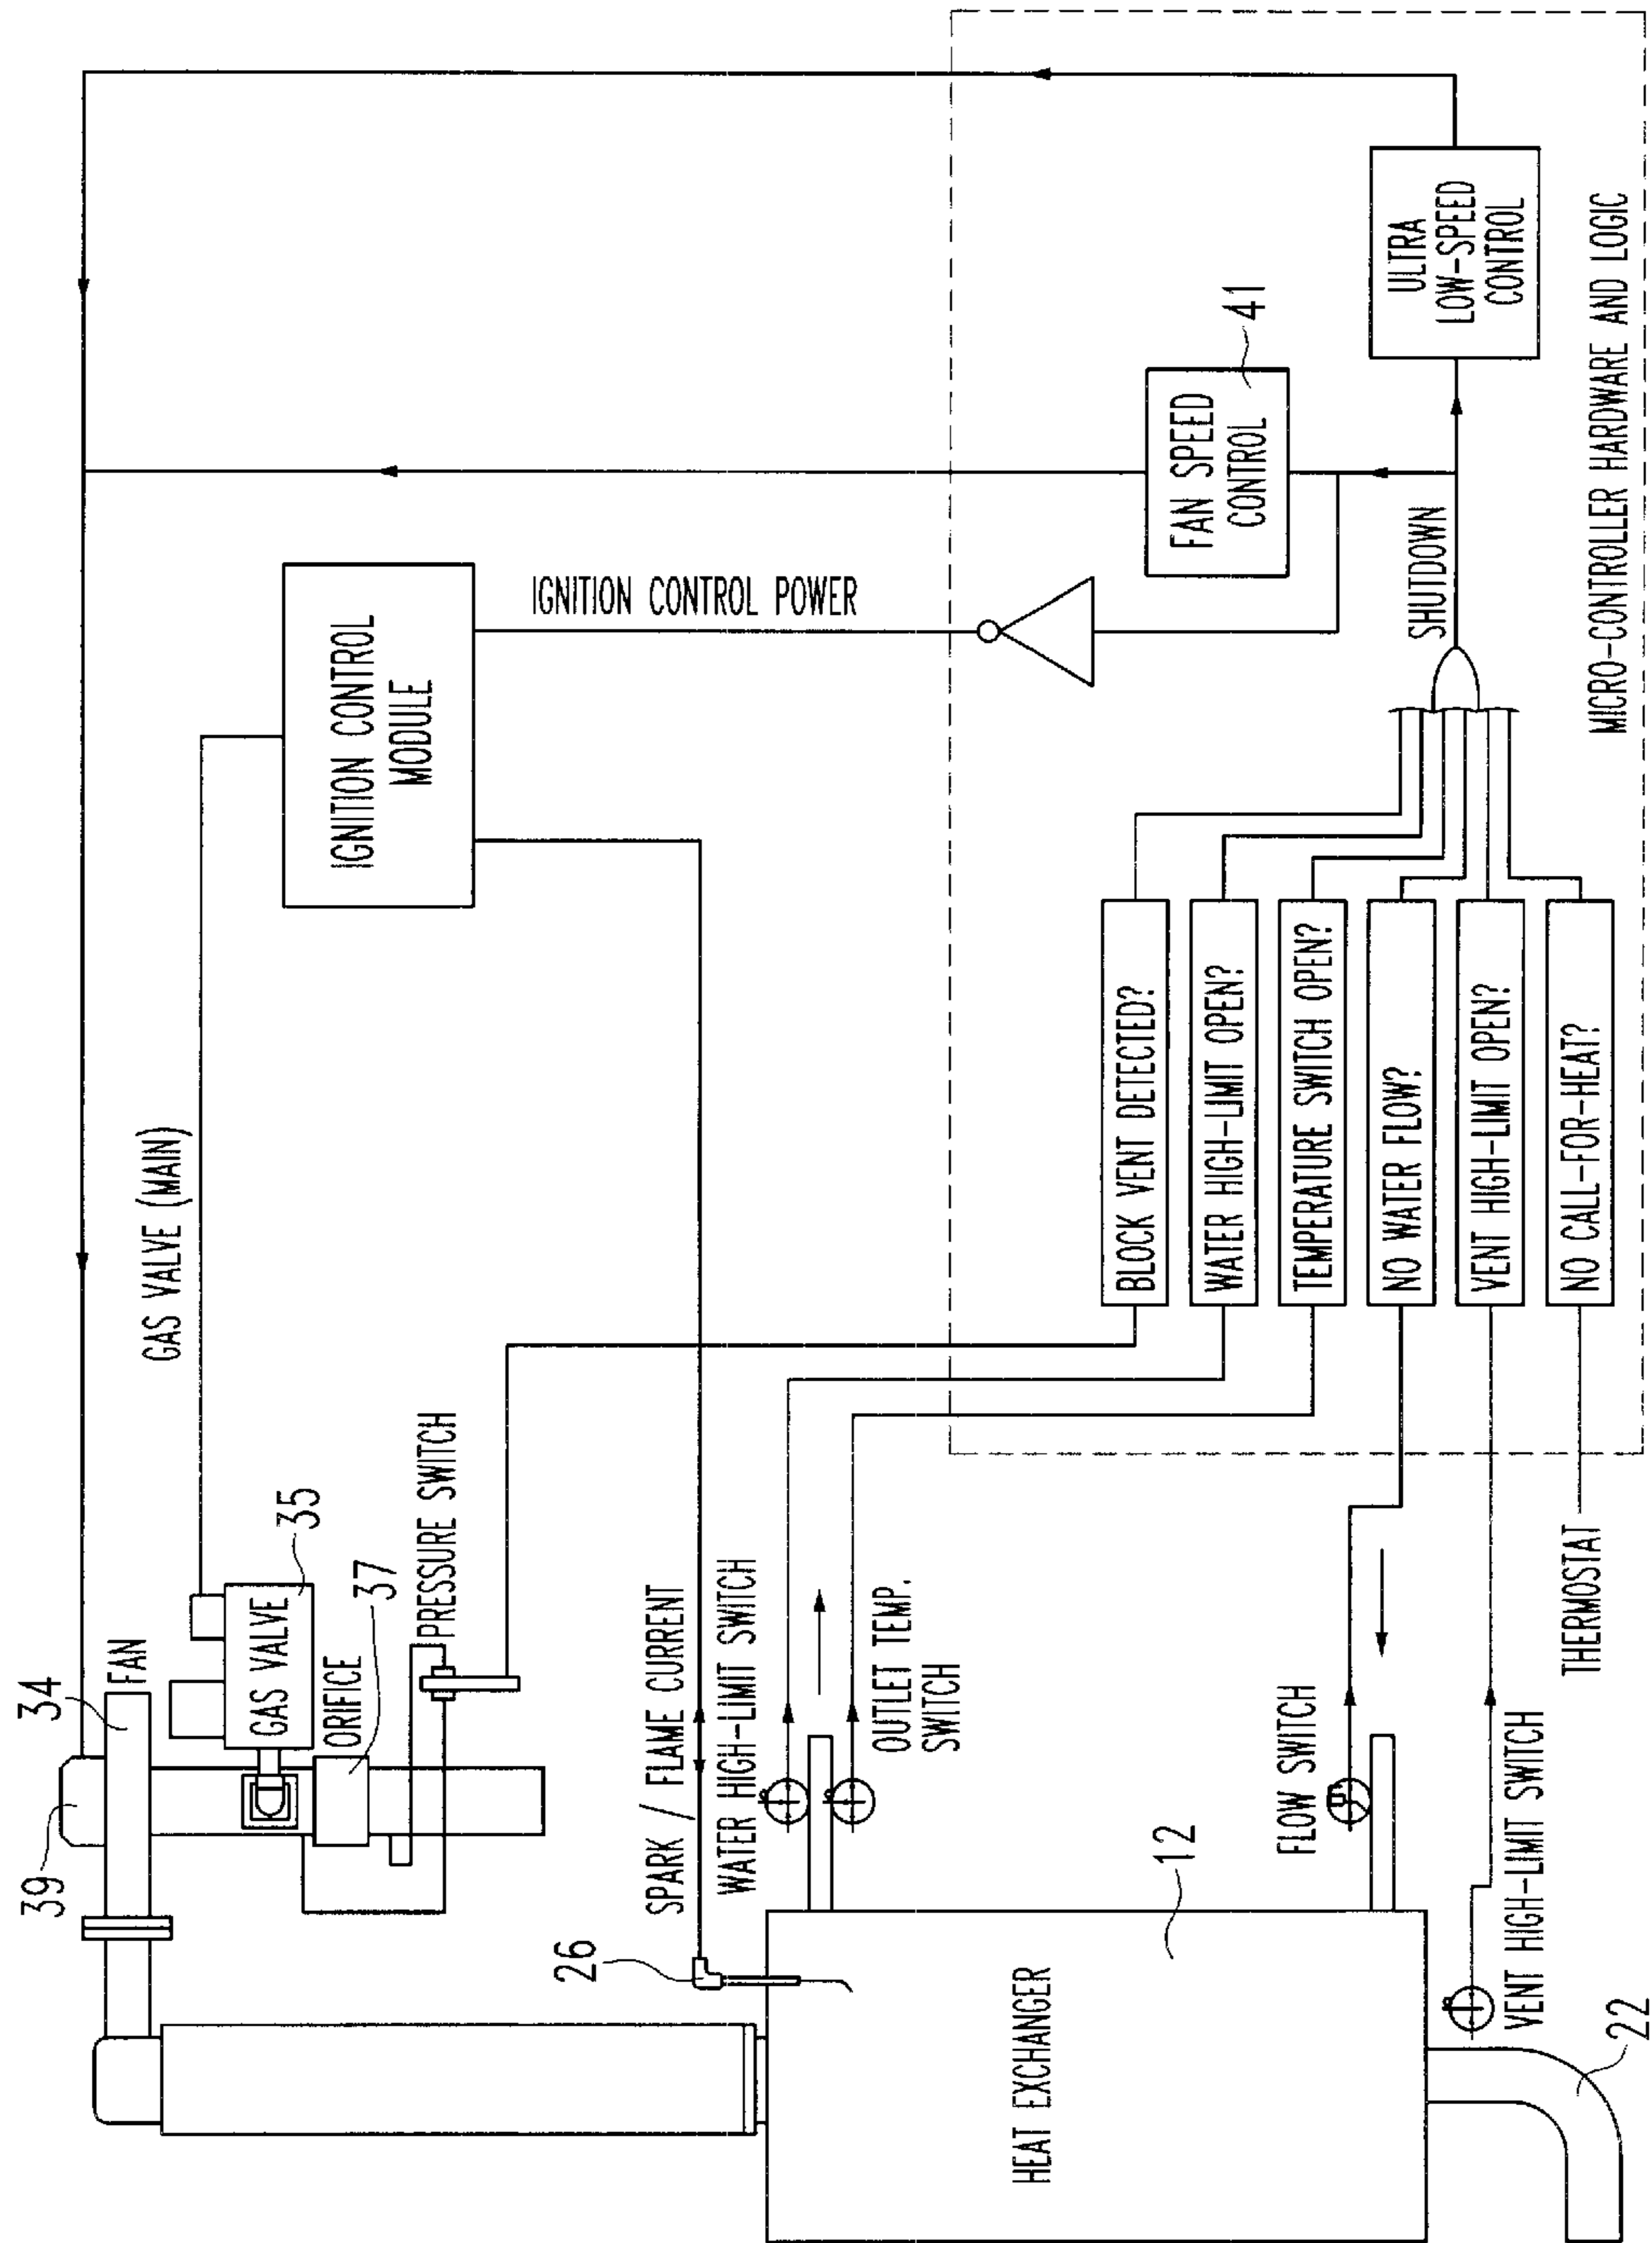 39
34
FAN
GAS VALVE
35
ORIFICE
37
PRESSURE SWITCH
GAS VALVE (MAIN)
IGNITION CONTROL
MODULE
IGNITION CONTROL POWER
26
SPARK / FLAME CURRENT
WATER HIGH-LIMIT SWITCH
OUTLET TEMP.
SWITCH
HEAT EXCHANGER
12
FLOW SWITCH
VENT HIGH-LIMIT SWITCH
22
THERMOSTAT
BLOCK VENT DETECTED?
WATER HIGH-LIMIT OPEN?
TEMPERATURE SWITCH OPEN?
NO WATER FLOW?
VENT HIGH-LIMIT OPEN?
NO CALL-FOR-HEAT?
SHUTDOWN
FAN SPEED
CONTROL
41
ULTRA
LOW-SPEED
CONTROL
MICRO-CONTROLLER HARDWARE AND LOGIC